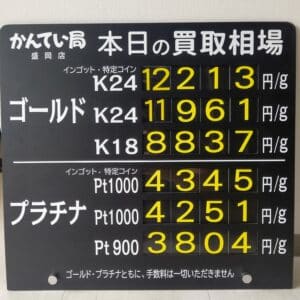 かんてい局 盛岡店 本日の買取相場
インゴット・特定コイン
K24 12213 円/g
ゴールド K24 11961 円/g
K18 8837 円/g
インゴット・特定コイン
Pt1000 4345 円/g
プラチナ Pt1000 4251 円/g
Pt900 3804 円/g
ゴールド・プラチナともに、手数料は一切いただきません